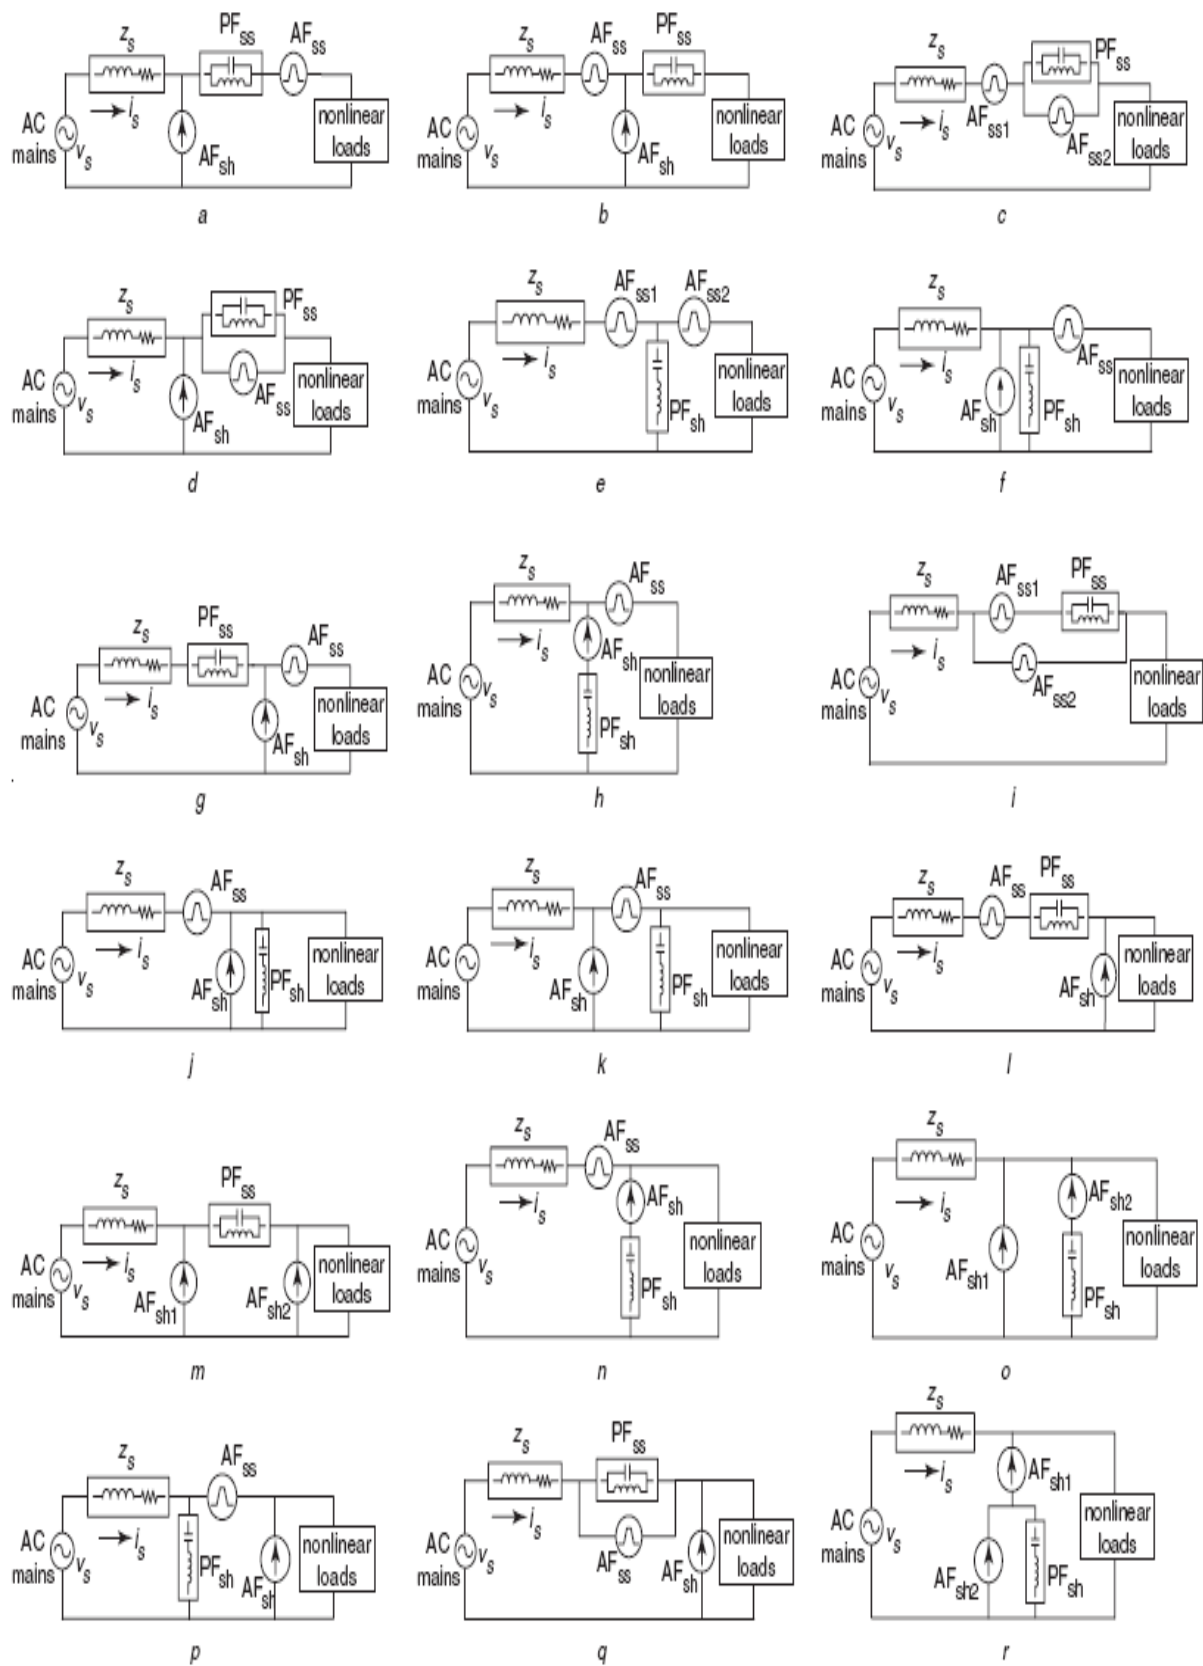 z_s PF_ss AF_ss
AC mains v_s i_s AF_sh nonlinear loads
a
z_s AF_ss PF_ss
AC mains v_s i_s AF_sh nonlinear loads
b
z_s PF_ss
AC mains v_s i_s AF_ss1 AF_ss2 nonlinear loads
c
z_s PF_ss
AC mains v_s i_s AF_sh AF_ss nonlinear loads
d
z_s AF_ss1 AF_ss2
AC mains v_s i_s PF_sh nonlinear loads
e
z_s AF_ss
AC mains v_s i_s AF_sh PF_sh nonlinear loads
f
z_s PF_ss AF_ss
AC mains v_s i_s AF_sh nonlinear loads
g
z_s AF_ss
AC mains v_s i_s AF_sh PF_sh nonlinear loads
h
z_s AF_ss1 PF_ss
AC mains v_s i_s AF_ss2 nonlinear loads
i
z_s AF_ss
AC mains v_s i_s AF_sh PF_sh nonlinear loads
j
z_s AF_ss
AC mains v_s i_s AF_sh PF_sh nonlinear loads
k
z_s AF_ss PF_ss
AC mains v_s i_s AF_sh nonlinear loads
l
z_s PF_ss
AC mains v_s i_s AF_sh1 AF_sh2 nonlinear loads
m
z_s AF_ss
AC mains v_s i_s AF_sh PF_sh nonlinear loads
n
z_s
AC mains v_s i_s AF_sh1 AF_sh2 PF_sh nonlinear loads
o
z_s AF_ss
AC mains v_s i_s PF_sh AF_sh nonlinear loads
p
z_s PF_ss
AC mains v_s i_s AF_ss AF_sh nonlinear loads
q
z_s
AC mains v_s i_s AF_sh1 AF_sh2 PF_sh nonlinear loads
r